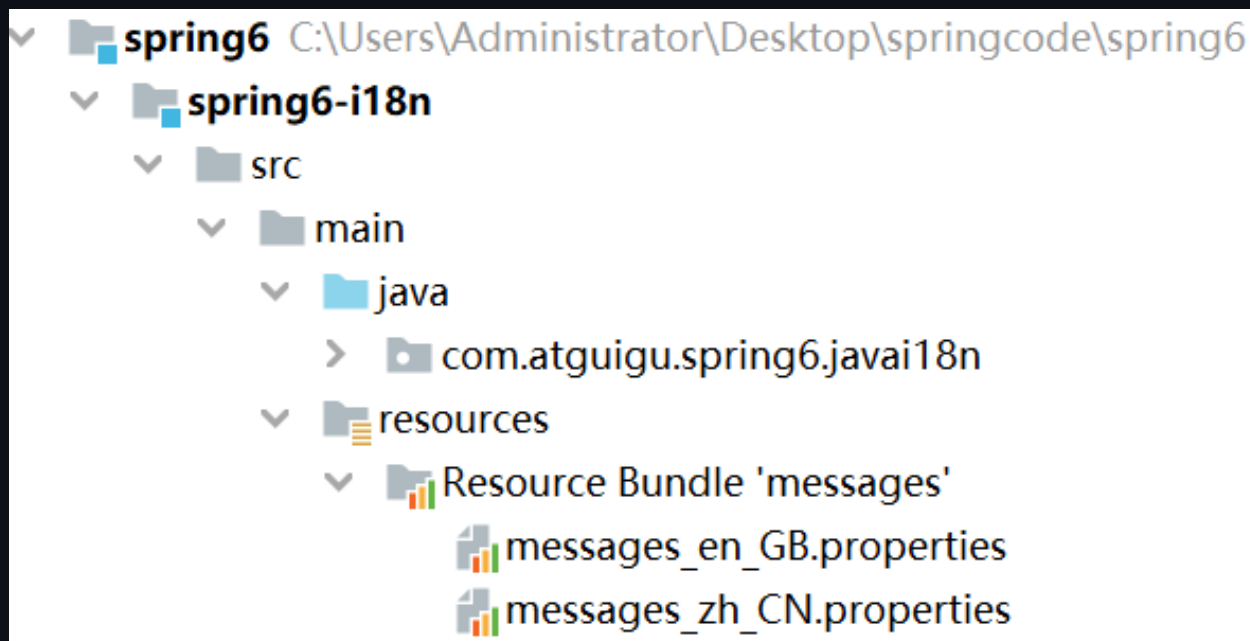 spring6 C:\Users\Administrator\Desktop\springcode\spring6
spring6-i18n
src
main
java
com.atguigu.spring6.javai18n
resources
Resource Bundle 'messages'
messages_en_GB.properties
messages_zh_CN.properties